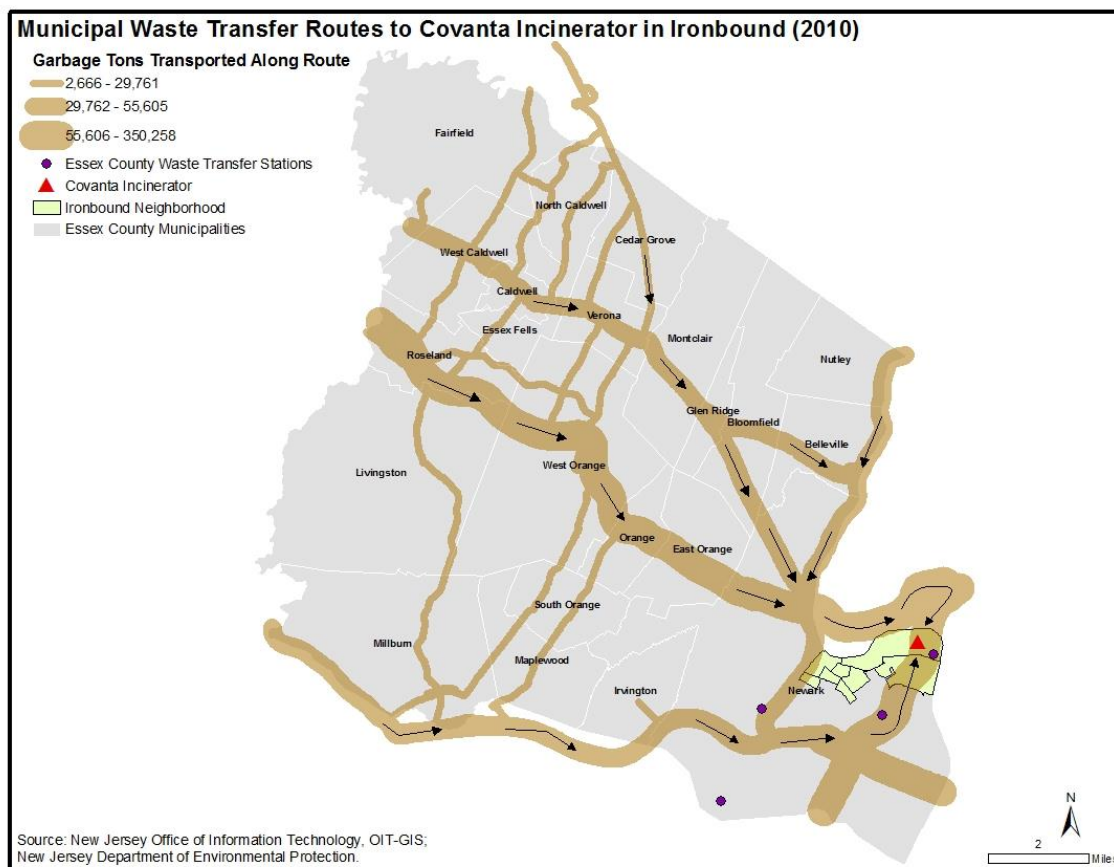 Municipal Waste Transfer Routes to Covanta Incinerator in Ironbound (2010)
Garbage Tons Transported Along Route
2,666 - 29,761
29,762 - 55,605
55,606 - 350,258
Essex County Waste Transfer Stations
Covanta Incinerator
Ironbound Neighborhood
Essex County Municipalities
Fairfield
North Caldwell
Cedar Grove
West Caldwell
Caldwell
Verona
Essex Fells
Montclair
Roseland
Nutley
Glen Ridge
Bloomfield
Belleville
Livingston
West Orange
Orange
East Orange
South Orange
Millburn
Maplewood
Irvington
Newark
N
2
Miles
Source: New Jersey Office of Information Technology, OIT-GIS;
New Jersey Department of Environmental Protection.